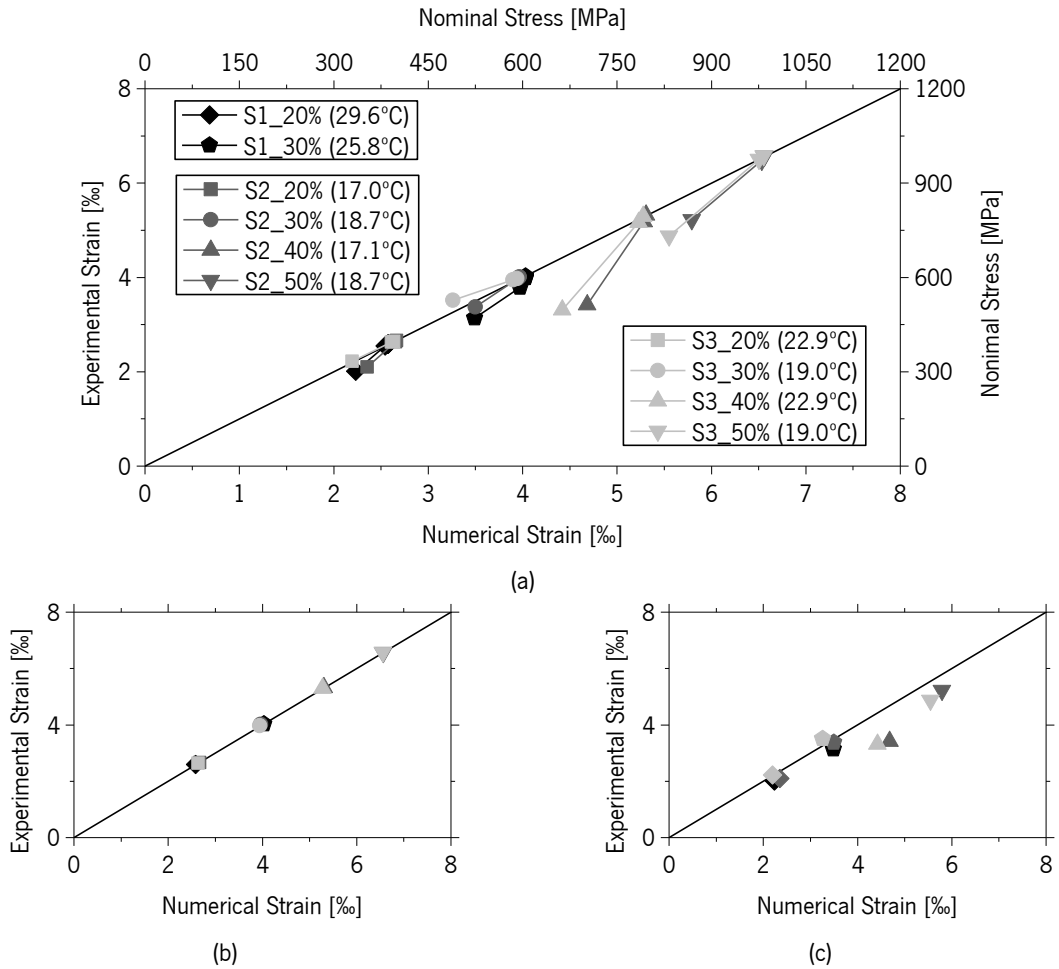 Nominal Stress [MPa]
0 150 300 450 600 750 900 1050 1200
8
6
4
2
0
Experimental Strain [‰]
S1_20% (29.6°C)
S1_30% (25.8°C)
S2_20% (17.0°C)
S2_30% (18.7°C)
S2_40% (17.1°C)
S2_50% (18.7°C)
S3_20% (22.9°C)
S3_30% (19.0°C)
S3_40% (22.9°C)
S3_50% (19.0°C)
1200
900
600
300
0
Nonimal Stress [MPa]
0 1 2 3 4 5 6 7 8
Numerical Strain [‰]
(a)
8
4
0
Experimental Strain [‰]
0 2 4 6 8
Numerical Strain [‰]
(b)
8
4
0
Experimental Strain [‰]
0 2 4 6 8
Numerical Strain [‰]
(c)